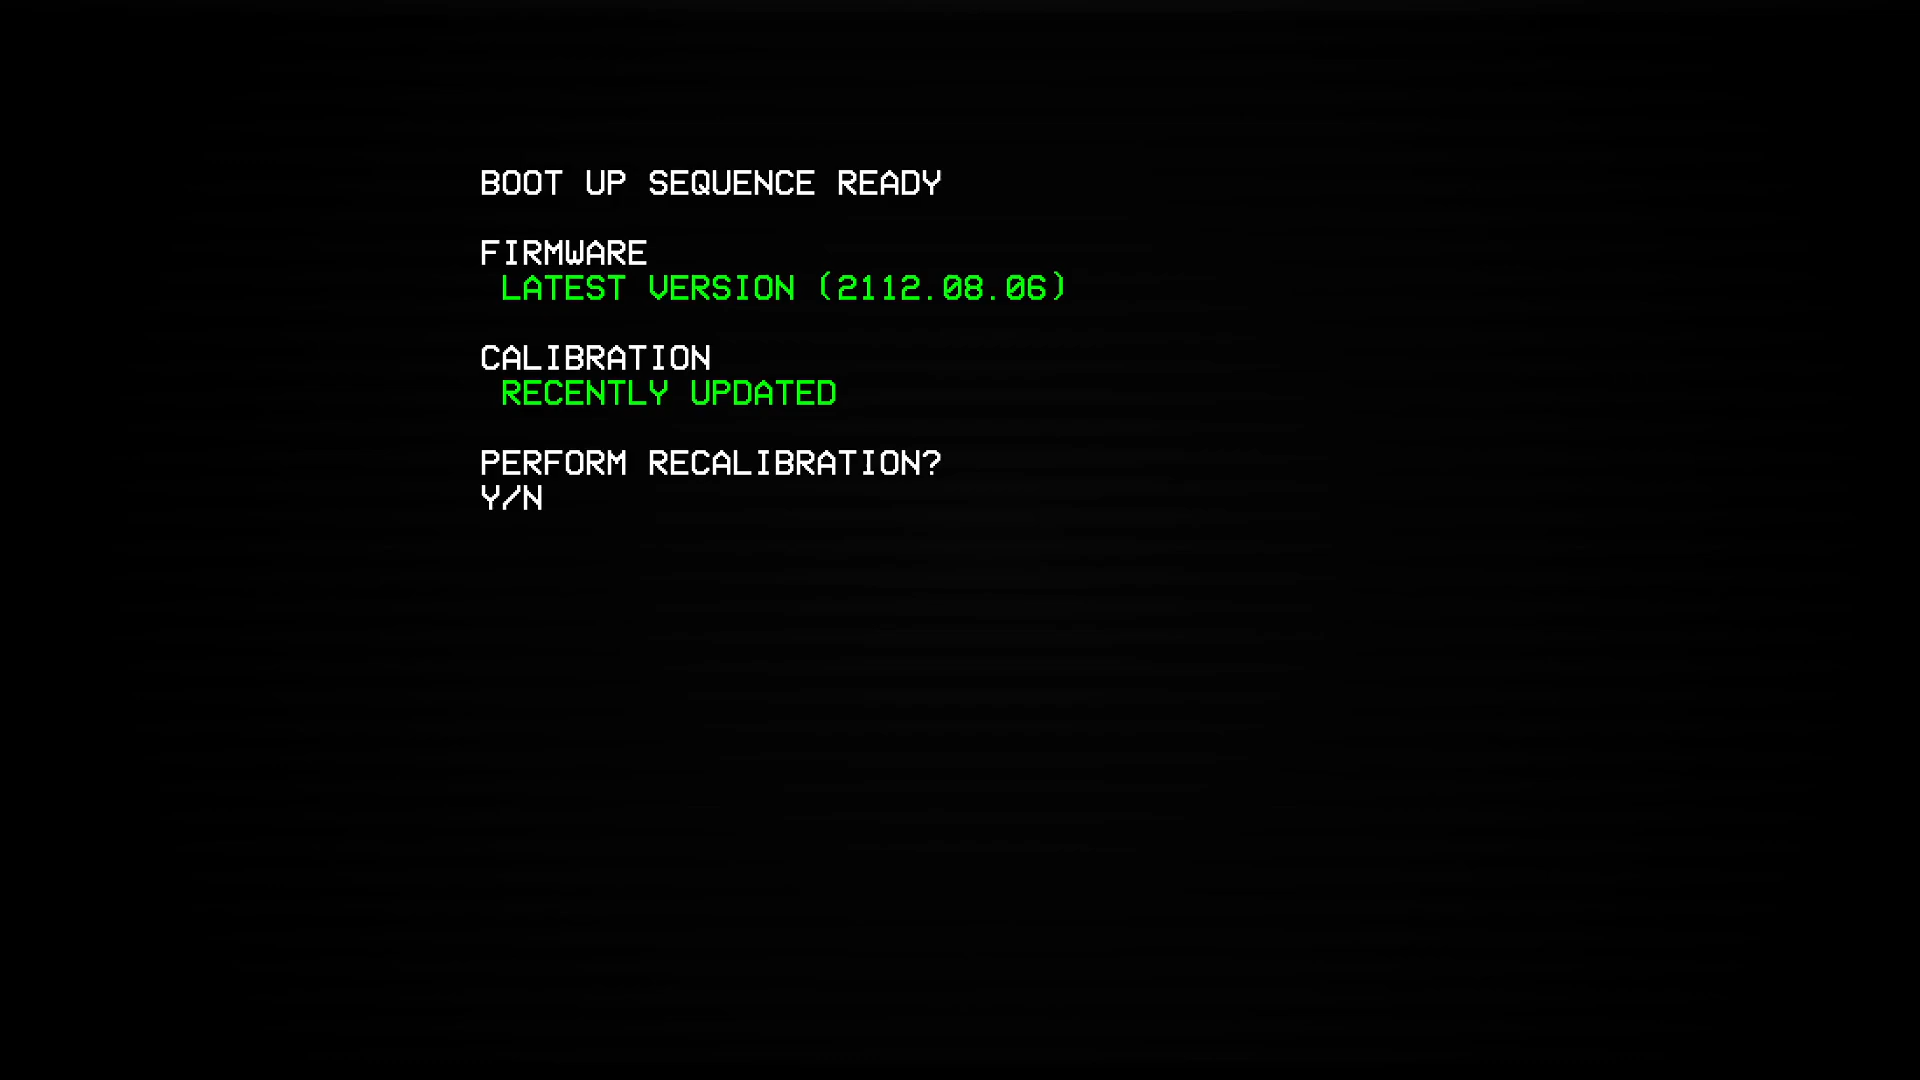 BOOT UP SEQUENCE READY
FIRMWARE
LATEST VERSION (2112.08.06)
CALIBRATION
RECENTLY UPDATED
PERFORM RECALIBRATION?
Y/N